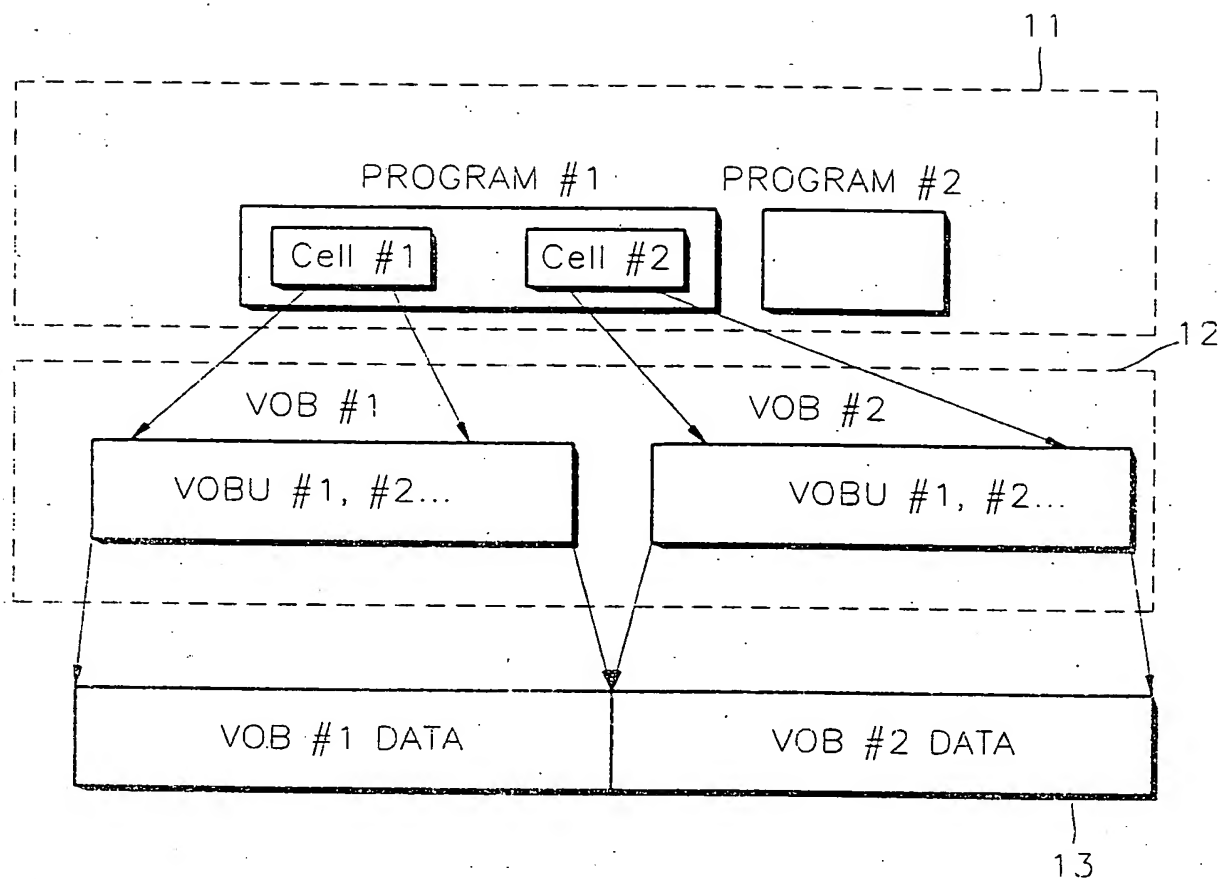 11
PROGRAM #1 PROGRAM #2
Cell #1 Cell #2
12
VOB #1 VOB #2
VOBU #1, #2... VOBU #1, #2...
VOB #1 DATA VOB #2 DATA
13